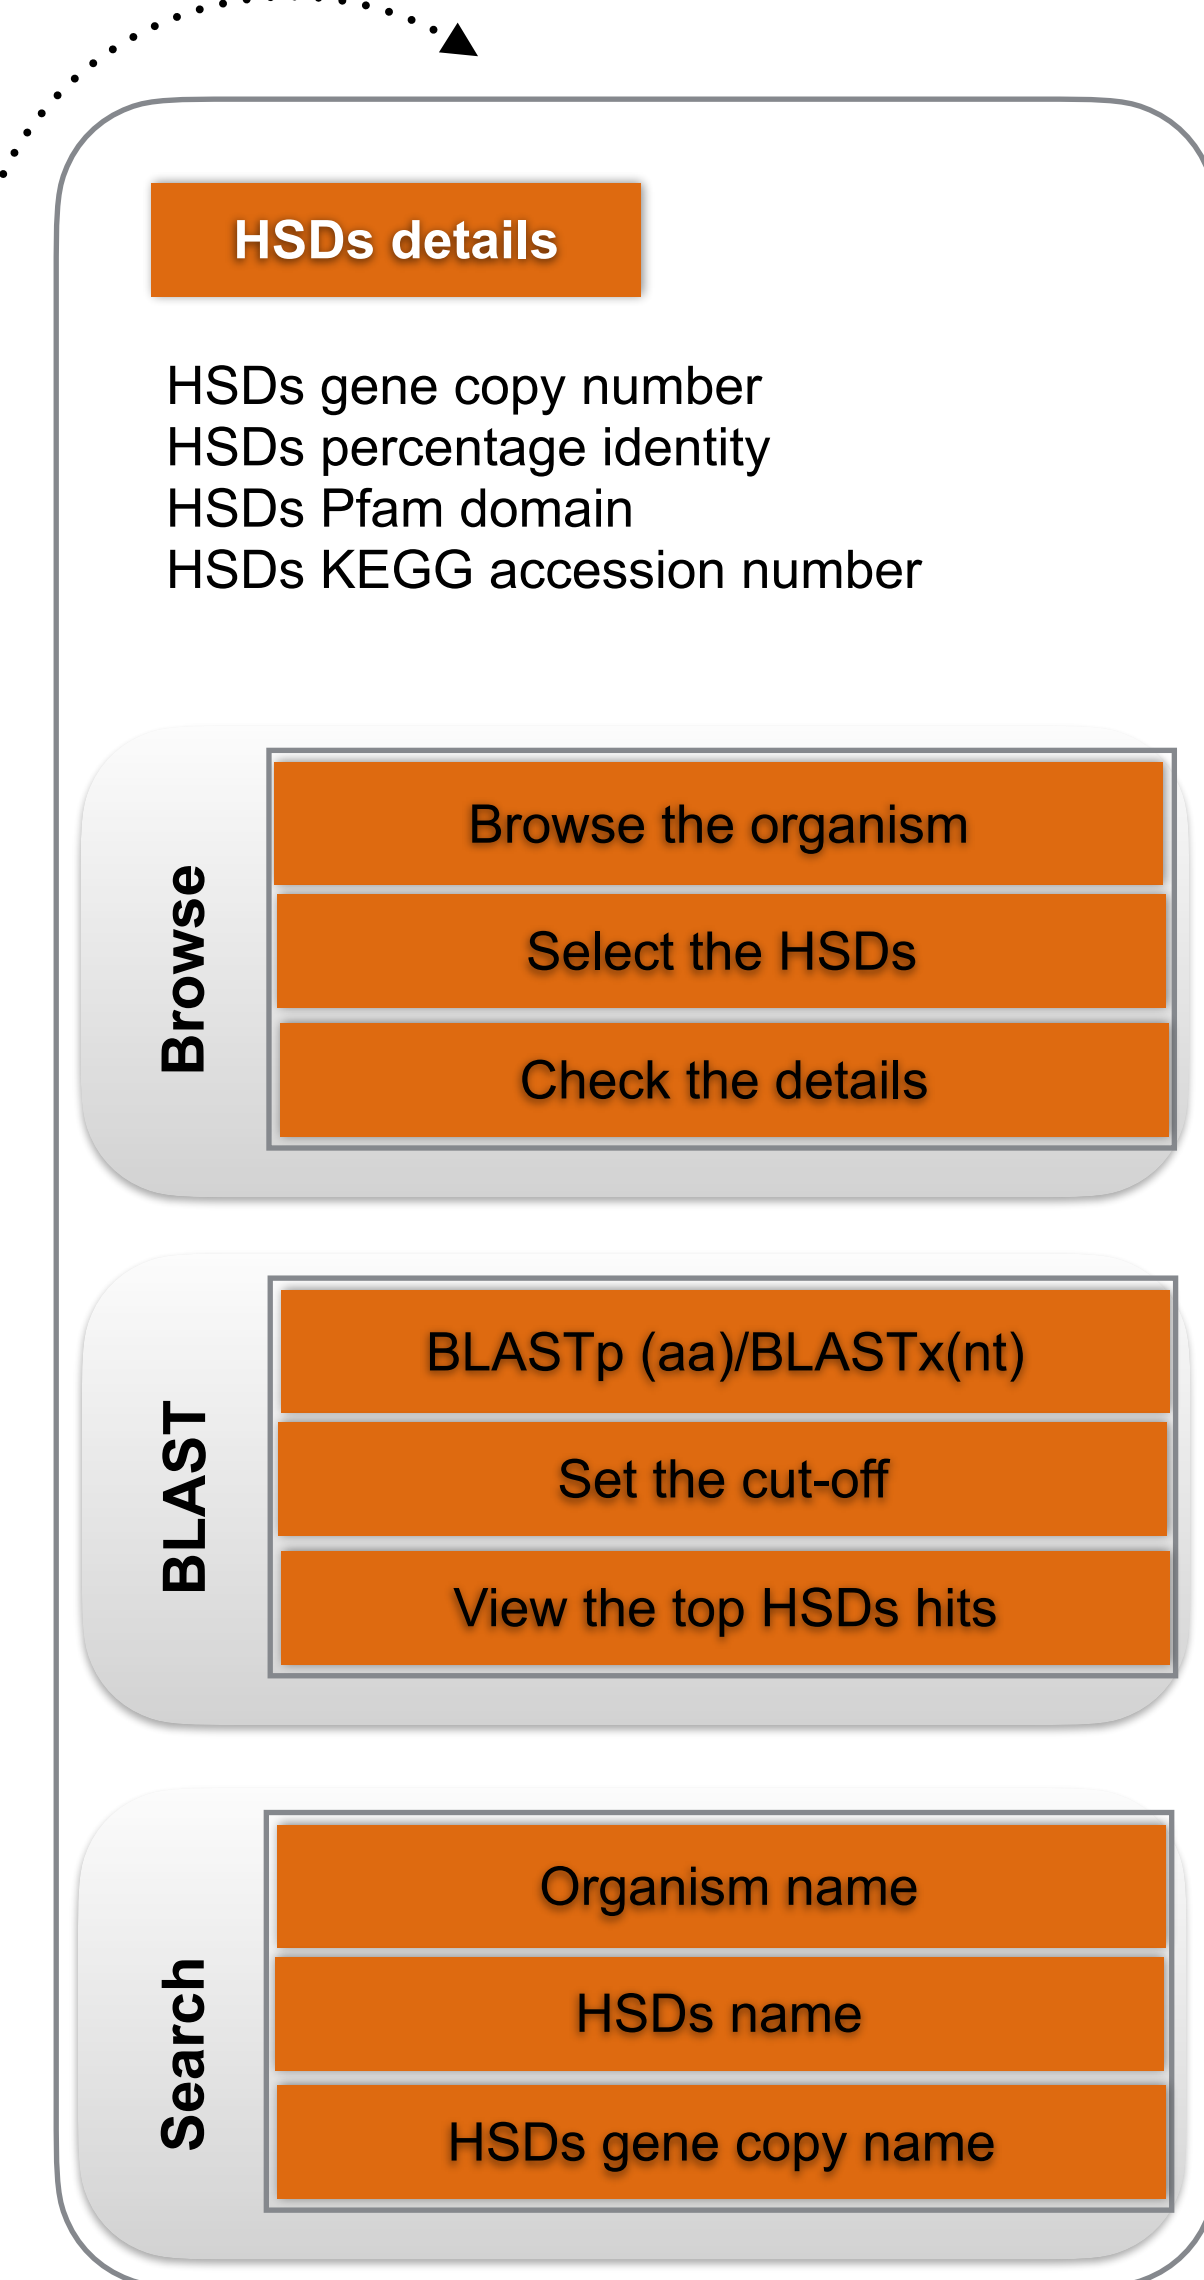 HSDs details
HSDs gene copy number
HSDs percentage identity
HSDs Pfam domain
HSDs KEGG accession number
Browse
Browse the organism
Select the HSDs
Check the details
BLAST
BLASTp (aa)/BLASTx(nt)
Set the cut-off
View the top HSDs hits
Search
Organism name
HSDs name
HSDs gene copy name